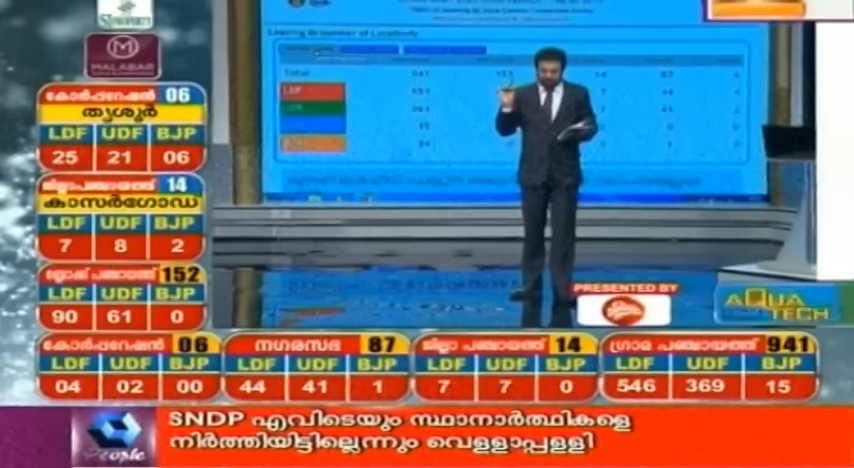 MALABAR
കോർപ്പറേഷൻ 06
തൃശൂർ
LDF UDF BJP
25 21 06
ജില്ലാപഞ്ചായത്ത് 14
കാസർഗോഡ
LDF UDF BJP
7 8 2
ബ്ലോക്ക് പഞ്ചായത്ത് 152
LDF UDF BJP
90 61 0
Total 941 14 87
PRESENTED BY
AQUA
TECH
കോർപ്പറേഷൻ 06
LDF UDF BJP
04 02 00
നഗരസഭ 87
LDF UDF BJP
44 41 1
ജില്ലാ പഞ്ചായത്ത് 14
LDF UDF BJP
7 7 0
ഗ്രാമ പഞ്ചായത്ത് 941
LDF UDF BJP
546 369 15
People
SNDP എവിടെയും സ്ഥാനാർത്ഥികളെ
നിർത്തിയിട്ടില്ലെന്നും വെള്ളാപ്പള്ളി